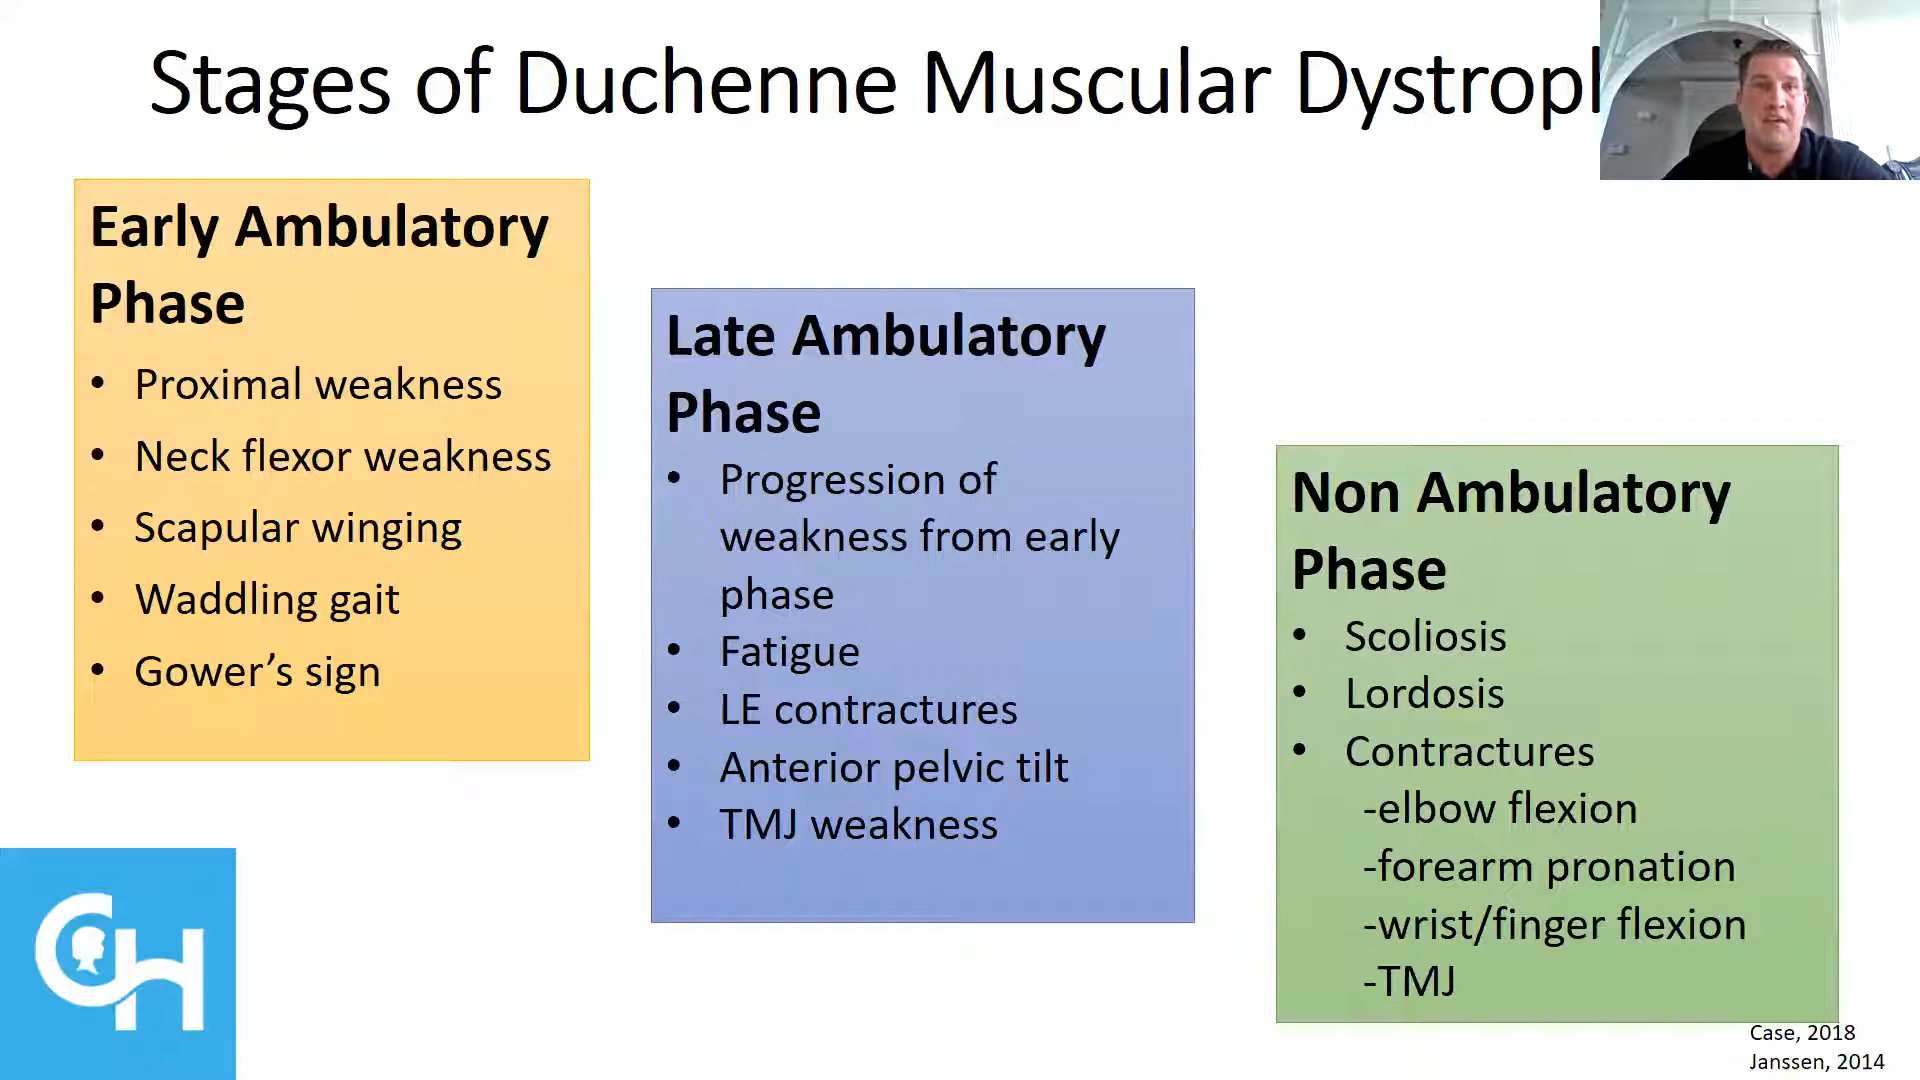 Stages of Duchenne Muscular
Early Ambulatory
Phase
• Proximal weakness
• Neck flexor weakness
• Scapular winging
• Waddling gait
• Gower’s sign
Late Ambulatory
Phase
• Progression of
weakness from early
phase
• Fatigue
• LE contractures
• Anterior pelvic tilt
• TMJ weakness
Non Ambulatory
Phase
• Scoliosis
• Lordosis
• Contractures
-elbow flexion
-forearm pronation
-wrist/finger flexion
-TMJ
Case, 2018
Janssen, 2014
CH